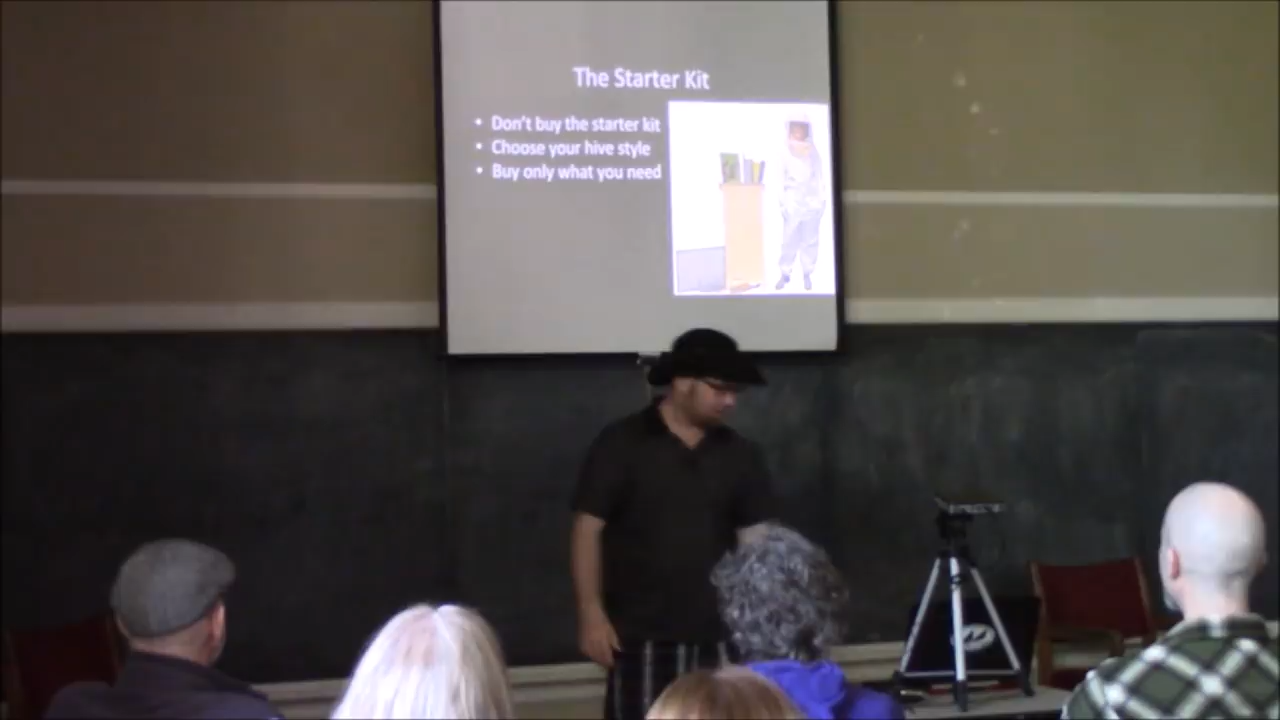 The Starter Kit
• Don't buy the starter kit
• Choose your hive style
• Buy only what you need